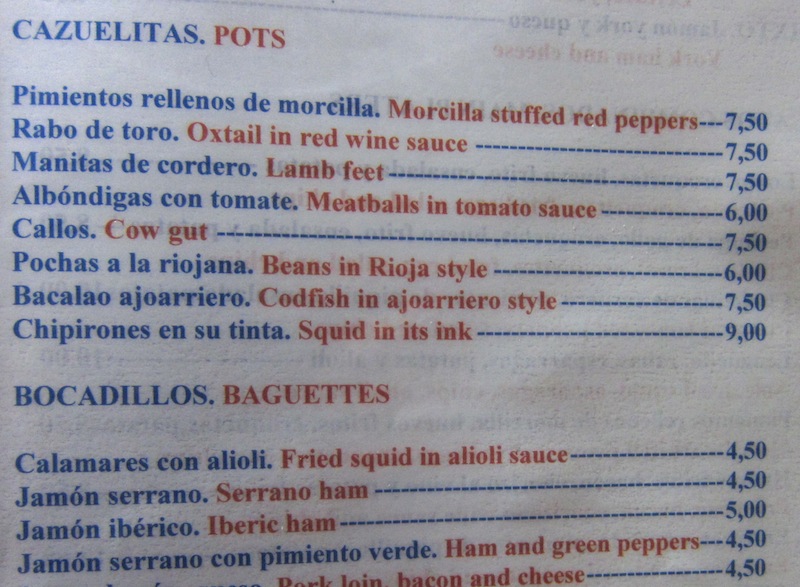 CAZUELITAS. POTS
Pimientos rellenos de morcilla. Morcilla stuffed red peppers---7,50
Rabo de toro. Oxtail in red wine sauce ---7,50
Manitas de cordero. Lamb feet ---7,50
Albóndigas con tomate. Meatballs in tomato sauce---6,00
Callos. Cow gut ---7,50
Pochas a la riojana. Beans in Rioja style ---6,00
Bacalao ajoarriero. Codfish in ajoarriero style ---7,50
Chipirones en su tinta. Squid in its ink ---9,00
BOCADILLOS. BAGUETTES
Calamares con alioli. Fried squid in alioli sauce---4,50
Jamón serrano. Serrano ham ---4,50
Jamón ibérico. Iberic ham---5,00
Jamón serrano con pimiento verde. Ham and green peppers---4,50
Pork loin, bacon and cheese---4,50